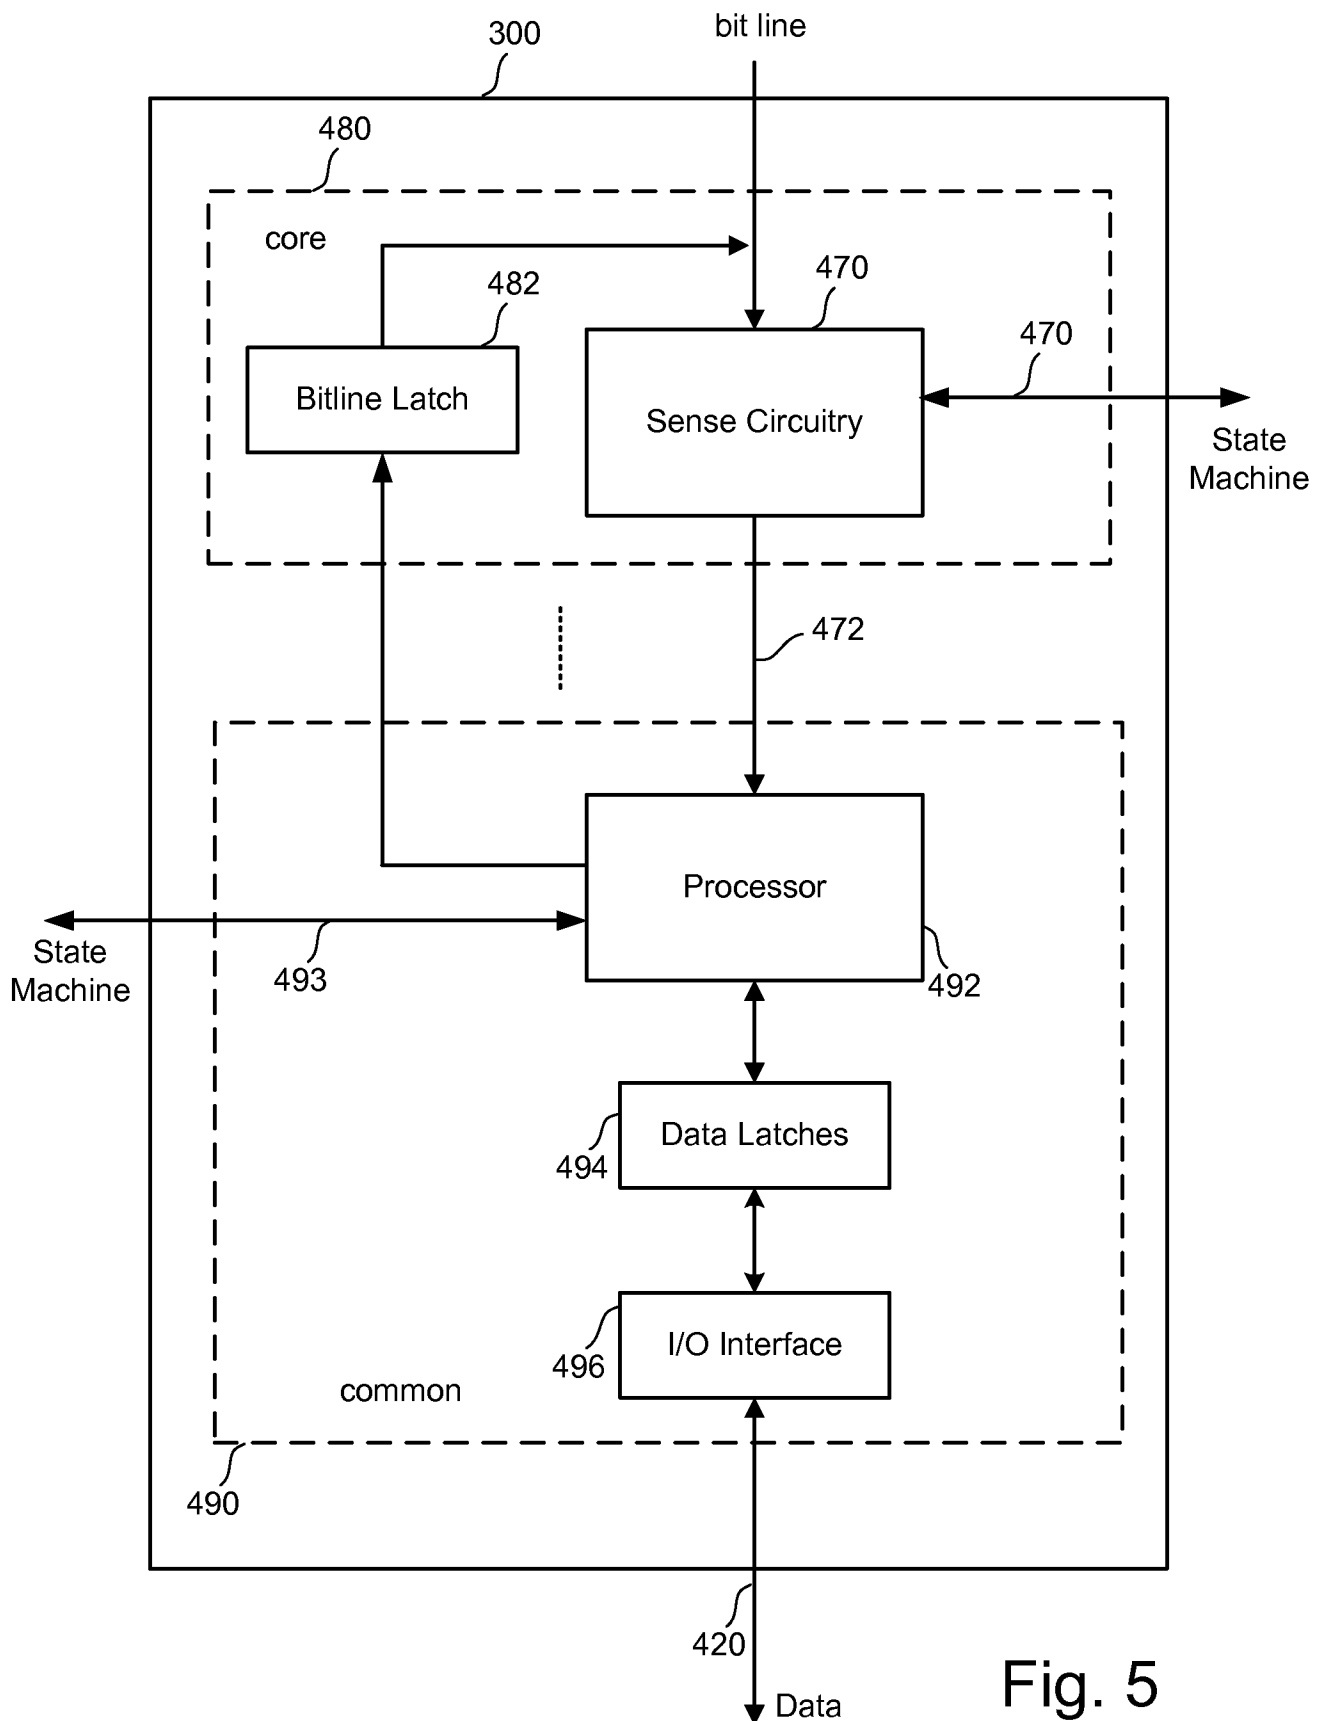 bit line
300
480
core
482
470
470
Bitline Latch
Sense Circuitry
State
Machine
472
Processor
State
Machine
493
492
Data Latches
494
I/O Interface
496
common
490
420
Data
Fig. 5